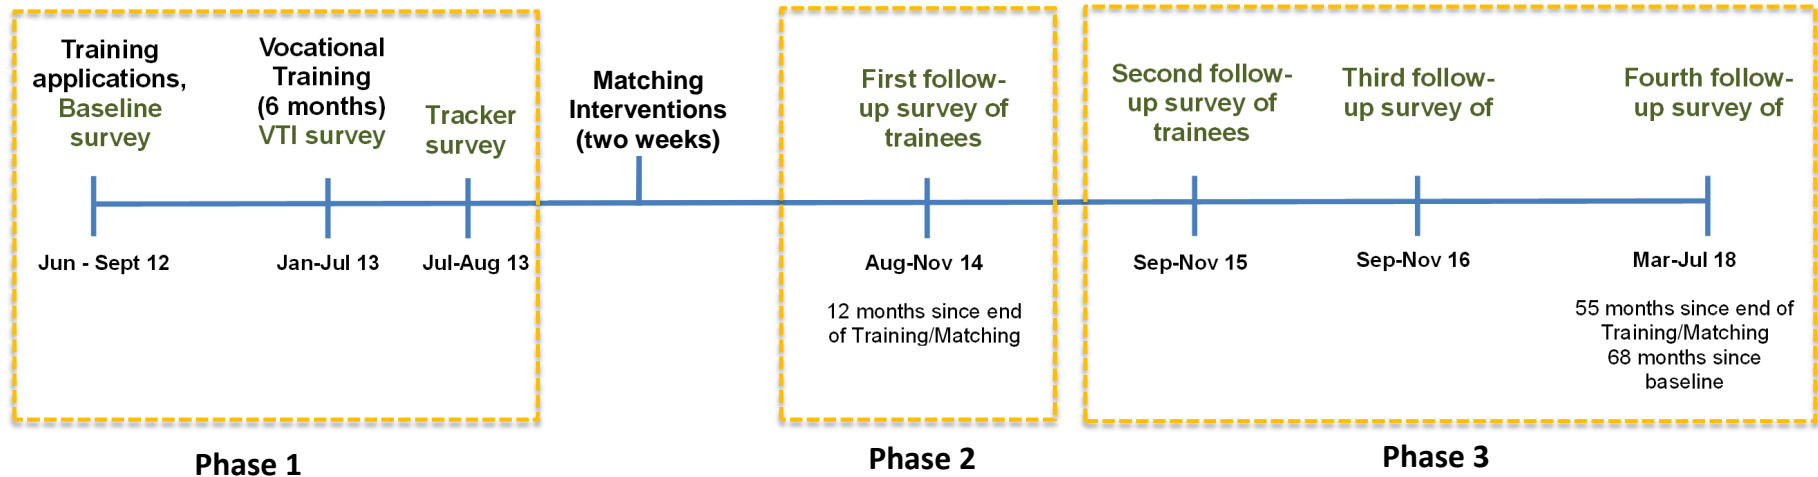 Training
applications,
Baseline
survey
Jun - Sept 12
Vocational
Training
(6 months)
VTI survey
Jan-Jul 13
Tracker
survey
Jul-Aug 13
Matching
Interventions
(two weeks)
First follow-
up survey of
trainees
Aug-Nov 14
12 months since end
of Training/Matching
Second follow-
up survey of
trainees
Sep-Nov 15
Third follow-
up survey of
Sep-Nov 16
Fourth follow-
up survey of
Mar-Jul 18
55 months since end of
Training/Matching
68 months since
baseline
Phase 1
Phase 2
Phase 3